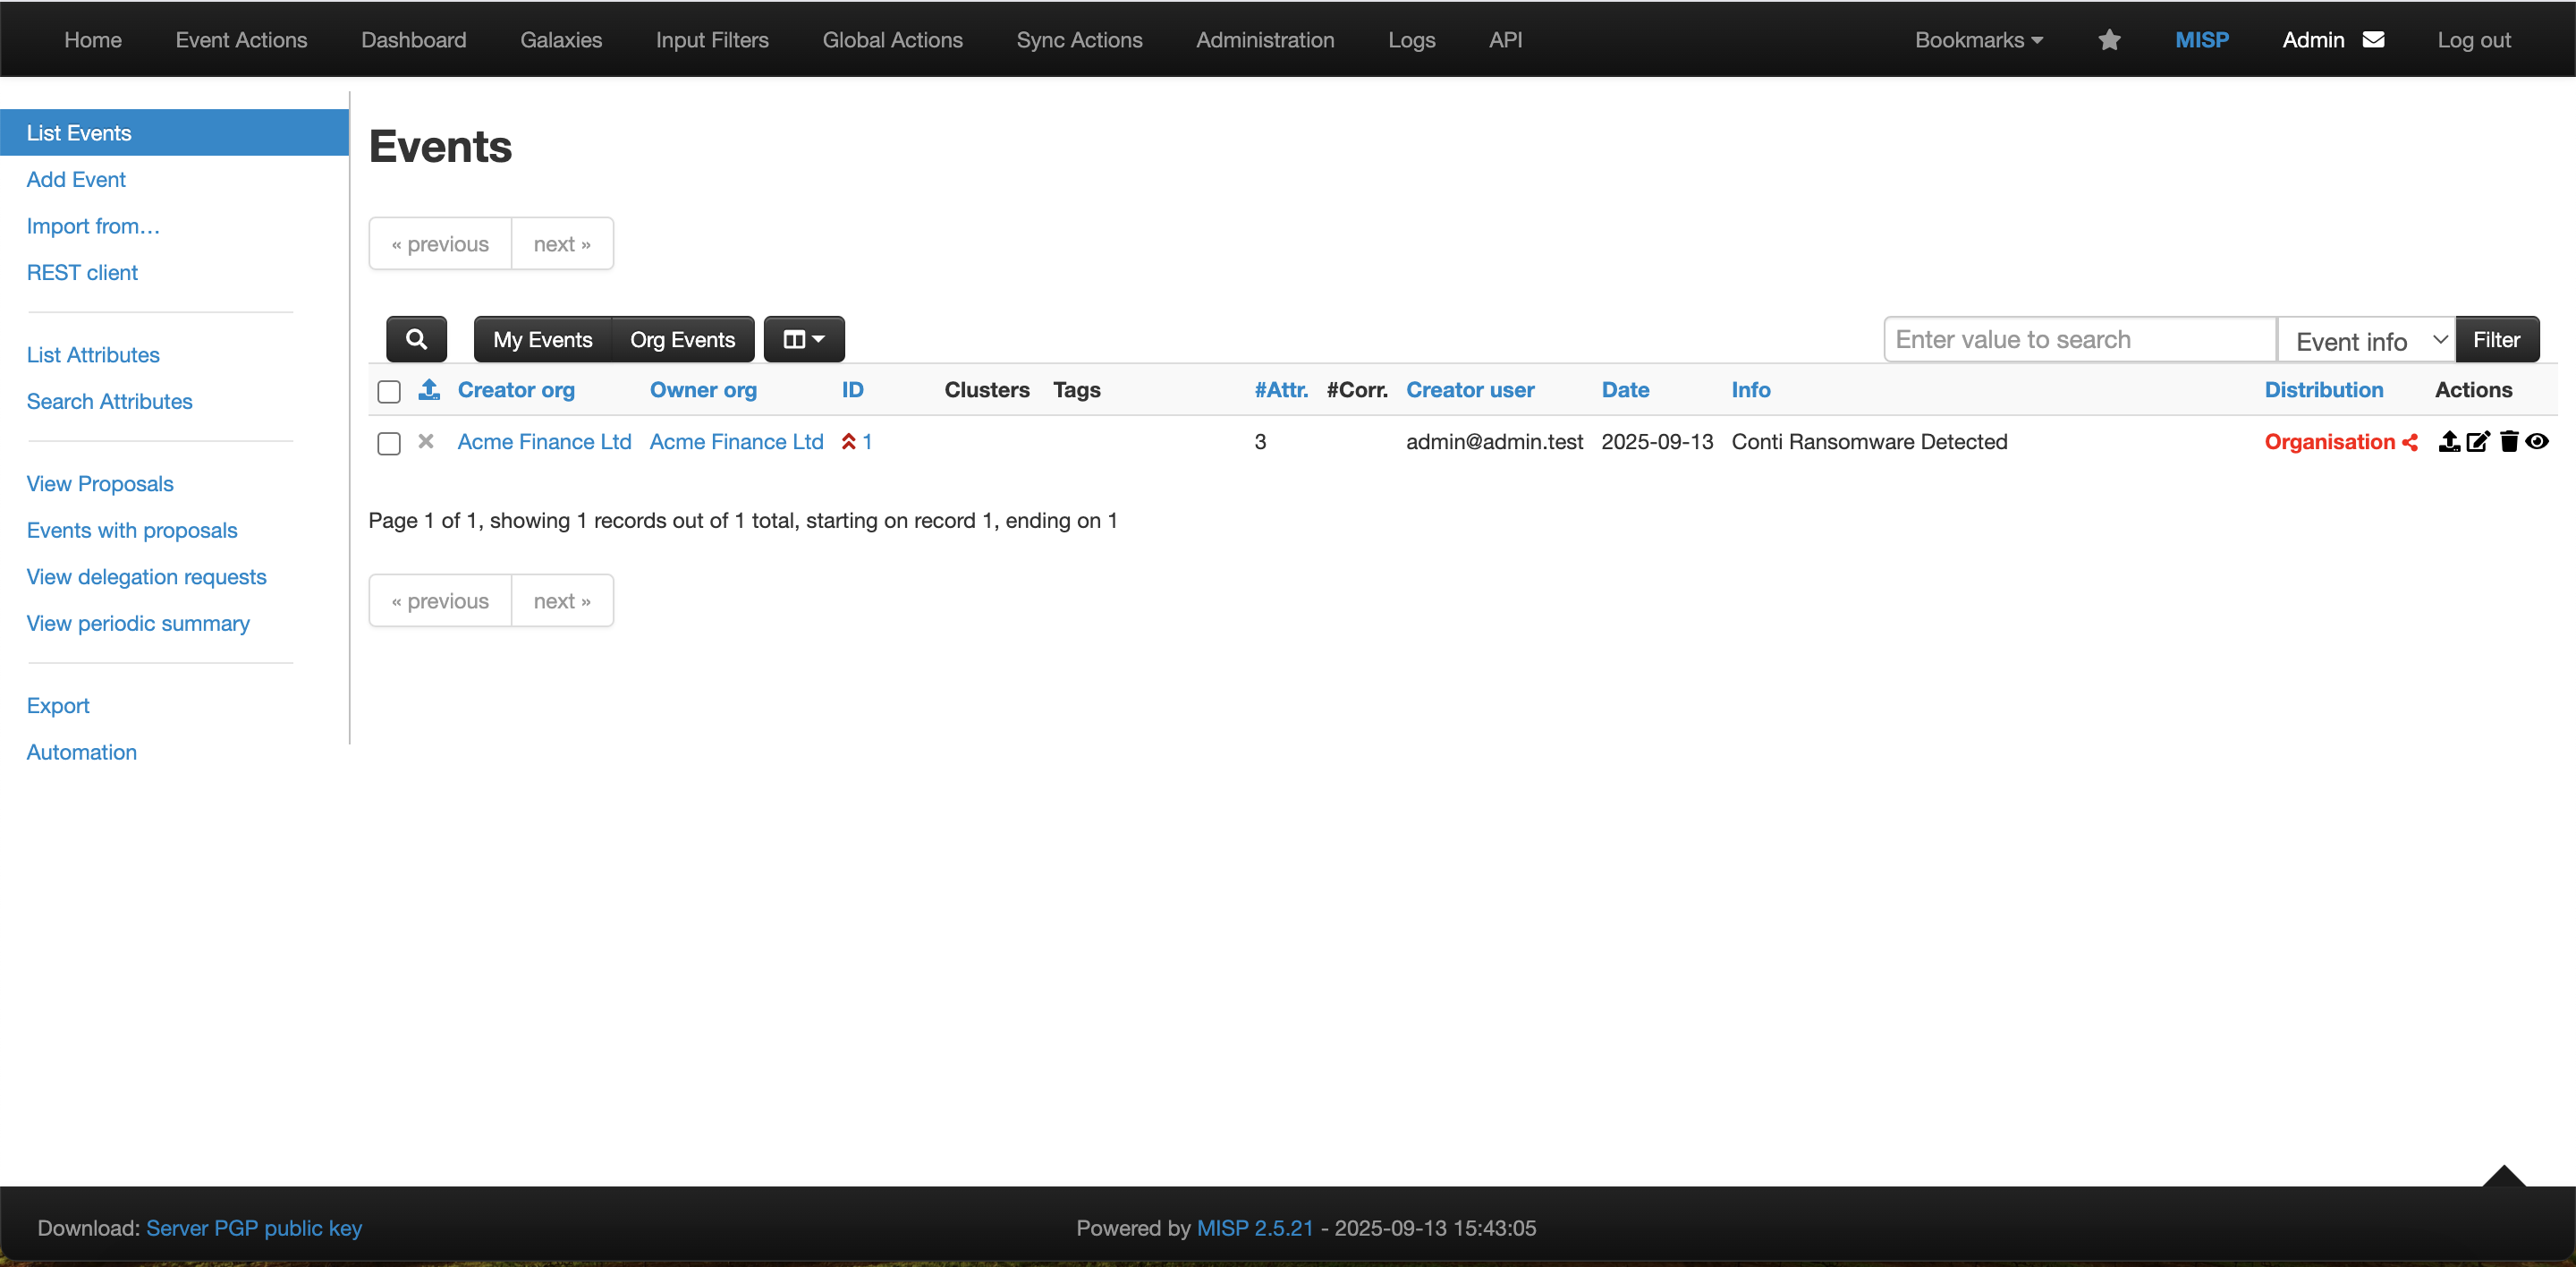 Home Event Actions Dashboard Galaxies Input Filters Global Actions Sync Actions Administration Logs API Bookmarks MISP Admin Log out
List Events
Add Event
Import from…
REST client
List Attributes
Search Attributes
View Proposals
Events with proposals
View delegation requests
View periodic summary
Export
Automation
Events
« previous next »
My Events Org Events Enter value to search Event info Filter
Creator org Owner org ID Clusters Tags #Attr. #Corr. Creator user Date Info Distribution Actions
Acme Finance Ltd Acme Finance Ltd 1 3 admin@admin.test 2025-09-13 Conti Ransomware Detected Organisation
Page 1 of 1, showing 1 records out of 1 total, starting on record 1, ending on 1
« previous next »
Download: Server PGP public key Powered by MISP 2.5.21 - 2025-09-13 15:43:05